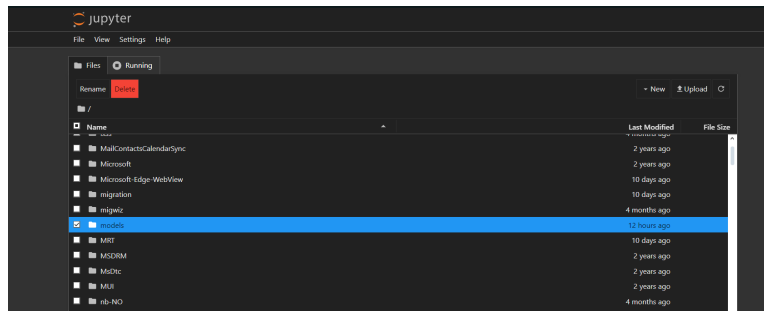 jupyter
File View Settings Help
Files Running
Rename Delete New Upload
/
Name Last Modified File Size
MailContactsCalendarSync 2 years ago
Microsoft 2 years ago
Microsoft-Edge-WebView 10 days ago
migration 10 days ago
migwiz 4 months ago
models 12 hours ago
MRT 10 days ago
MSDRM 2 years ago
MsDtc 2 years ago
MUI 2 years ago
nb-NO 4 months ago